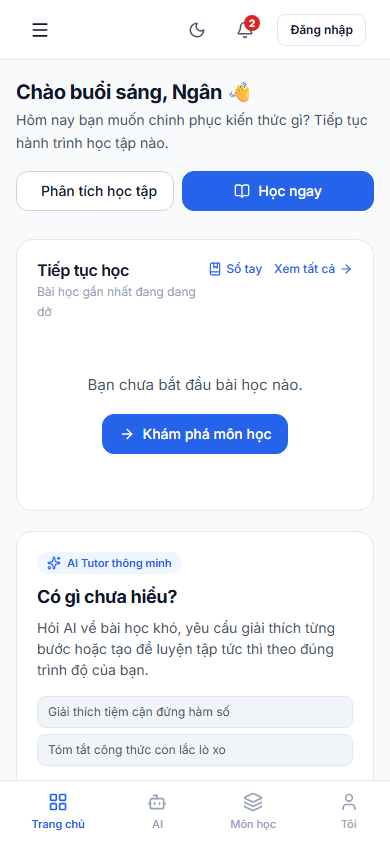 2
Đăng nhập
Chào buổi sáng, Ngân 👋
Hôm nay bạn muốn chinh phục kiến thức gì? Tiếp tục
hành trình học tập nào.
Phân tích học tập
Học ngay
Tiếp tục học
Sổ tay
Xem tất cả →
Bài học gần nhất đang dang
dở
Bạn chưa bắt đầu bài học nào.
→ Khám phá môn học
AI Tutor thông minh
Có gì chưa hiểu?
Hỏi AI về bài học khó, yêu cầu giải thích từng
bước hoặc tạo đề luyện tập tức thì theo đúng
trình độ của bạn.
Giải thích tiệm cận đứng hàm số
Tóm tắt công thức con lắc lò xo
Trang chủ
AI
Môn học
Tôi